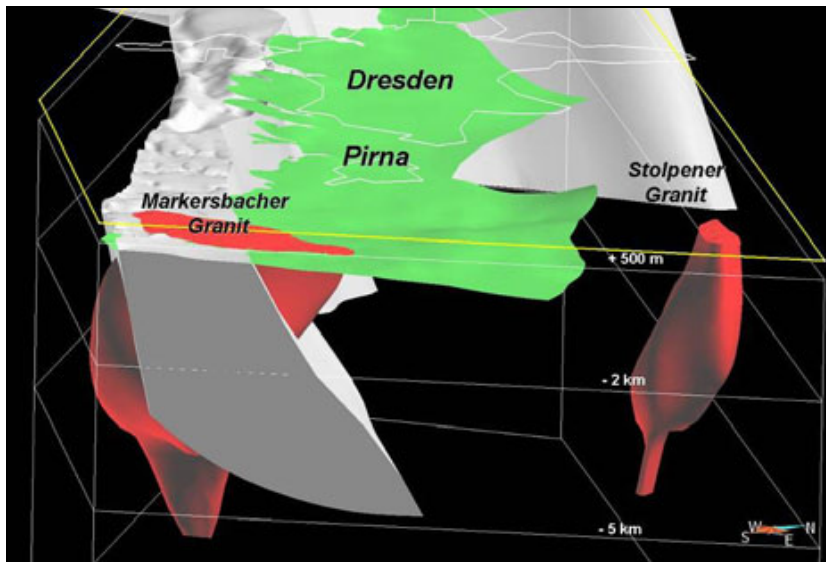 Dresden
Pirna
Stolpener
Granit
Markersbacher
Granit
+ 500 m
- 2 km
- 5 km
W N
S E